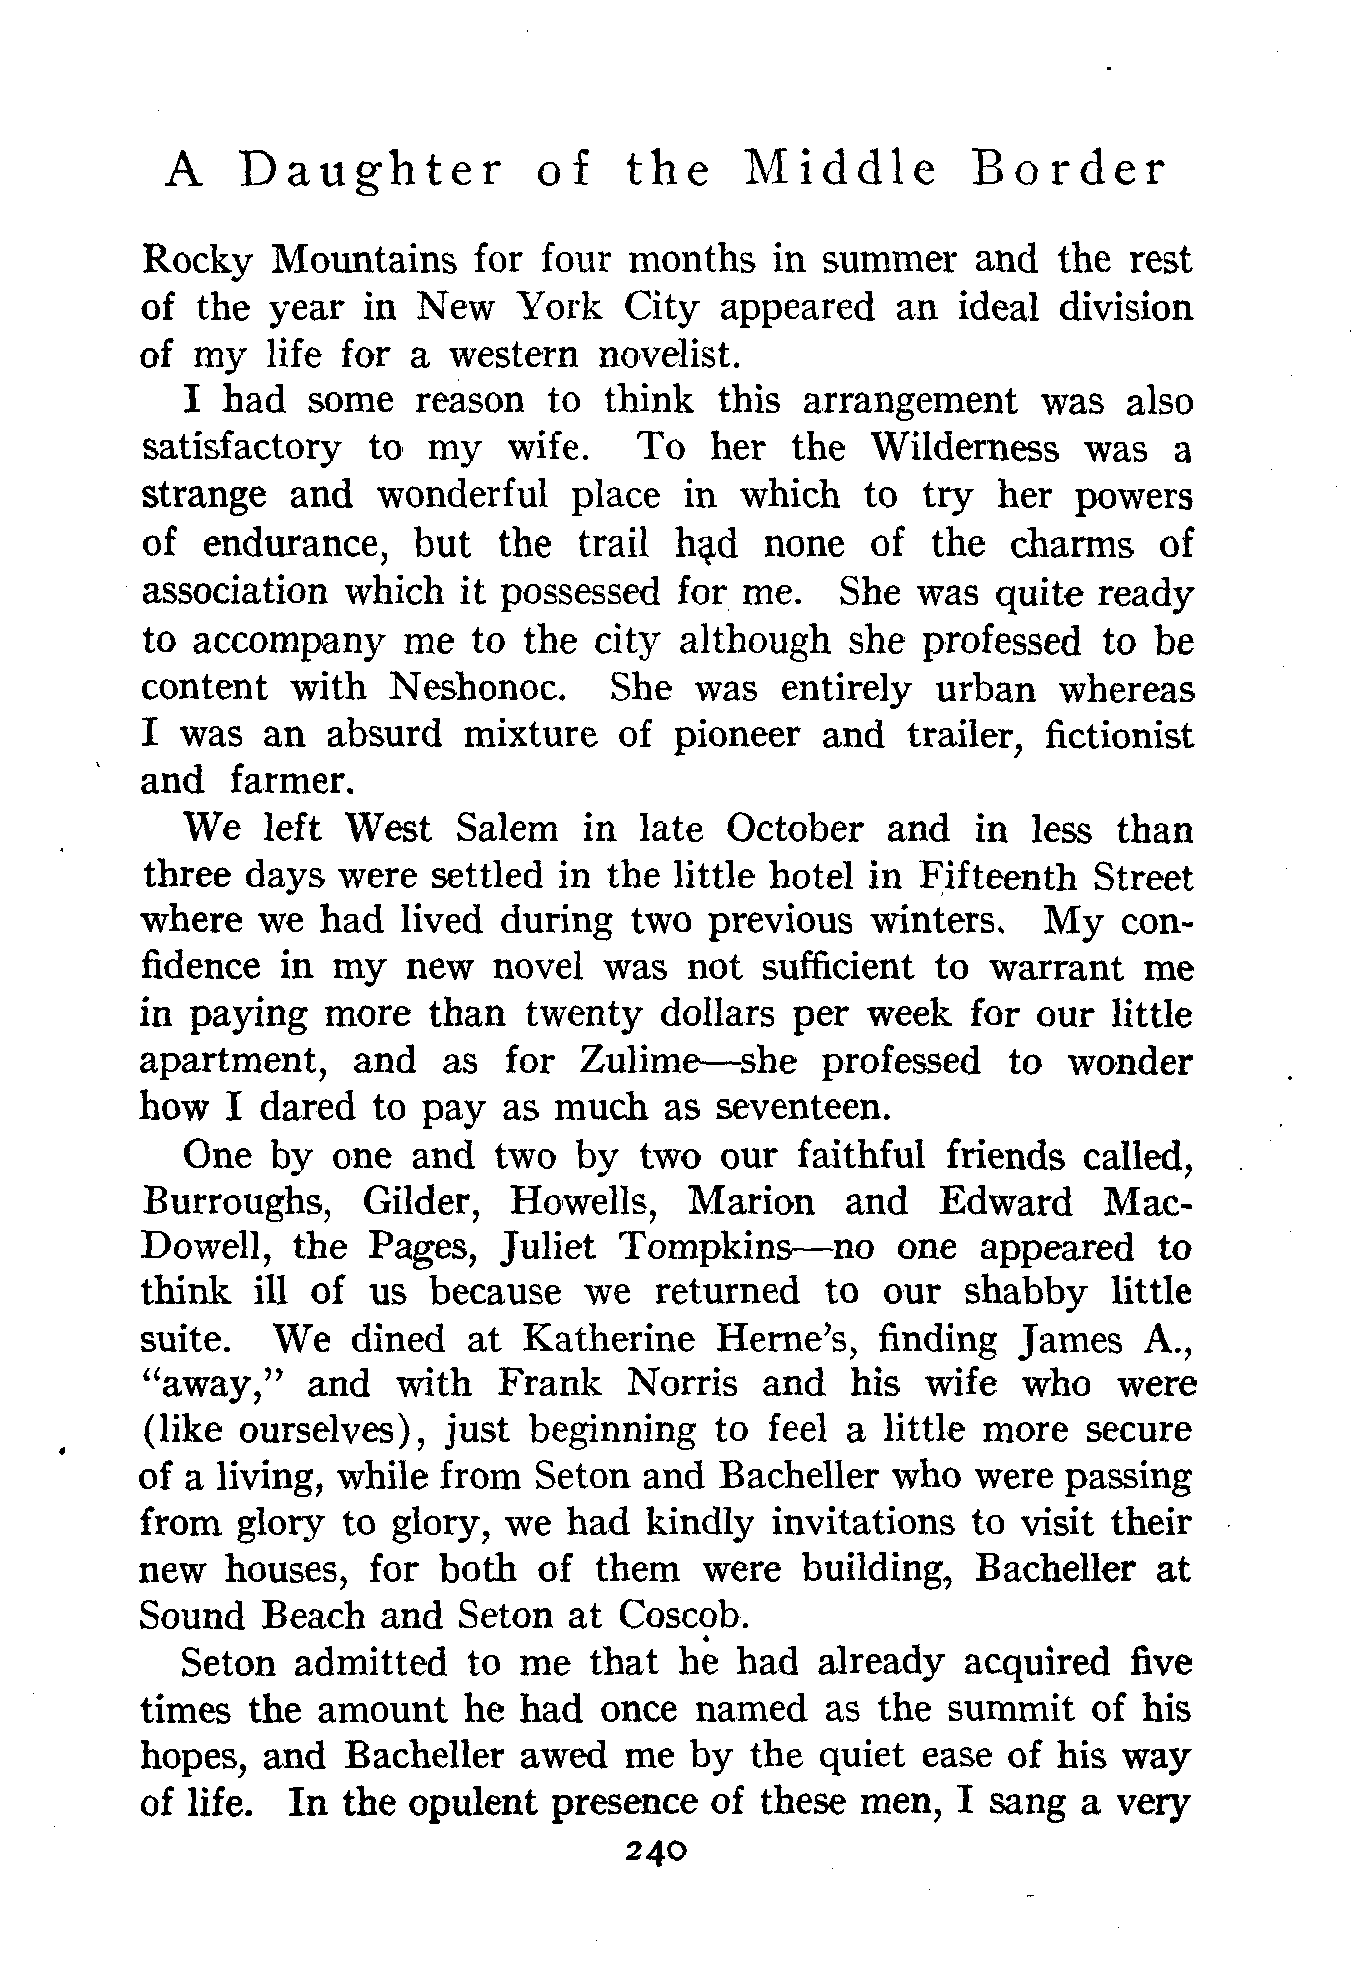 A Daughter of the Middle Border
Rocky Mountains for four months in summer and the rest
of the year in New York City appeared an ideal division
of my life for a western novelist.
I had some reason to think this arrangement was also
satisfactory to my wife. To her the Wilderness was a
strange and wonderful place in which to try her powers
of endurance, but the trail had none of the charms of
association which it possessed for me. She was quite ready
to accompany me to the city although she professed to be
content with Neshonoc. She was entirely urban whereas
I was an absurd mixture of pioneer and trailer, fictionist
and farmer.
We left West Salem in late October and in less than
three days were settled in the little hotel in Fifteenth Street
where we had lived during two previous winters. My con-
fidence in my new novel was not sufficient to warrant me
in paying more than twenty dollars per week for our little
apartment, and as for Zulime—she professed to wonder
how I dared to pay as much as seventeen.
One by one and two by two our faithful friends called,
Burroughs, Gilder, Howells, Marion and Edward Mac-
Dowell, the Pages, Juliet Tompkins—no one appeared to
think ill of us because we returned to our shabby little
suite. We dined at Katherine Herne's, finding James A.,
"away," and with Frank Norris and his wife who were
(like ourselves), just beginning to feel a little more secure
of a living, while from Seton and Bacheller who were passing
from glory to glory, we had kindly invitations to visit their
new houses, for both of them were building, Bacheller at
Sound Beach and Seton at Coscob.
Seton admitted to me that he had already acquired five
times the amount he had once named as the summit of his
hopes, and Bacheller awed me by the quiet ease of his way
of life. In the opulent presence of these men, I sang a very
240